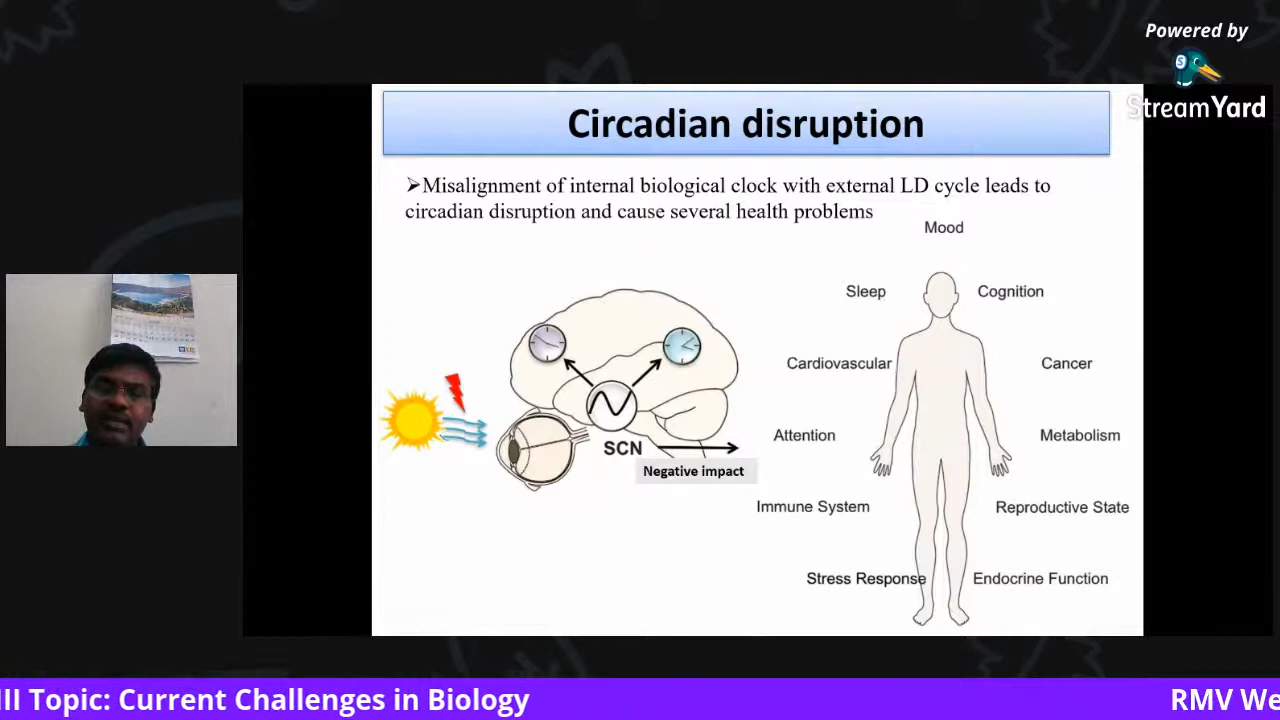 Powered by
StreamYard
Circadian disruption
➢Misalignment of internal biological clock with external LD cycle leads to
circadian disruption and cause several health problems
Mood
Sleep
Cognition
Cardiovascular
Cancer
Attention
Metabolism
SCN
Negative impact
Immune System
Reproductive State
Stress Response
Endocrine Function
III Topic: Current Challenges in Biology
RMV We